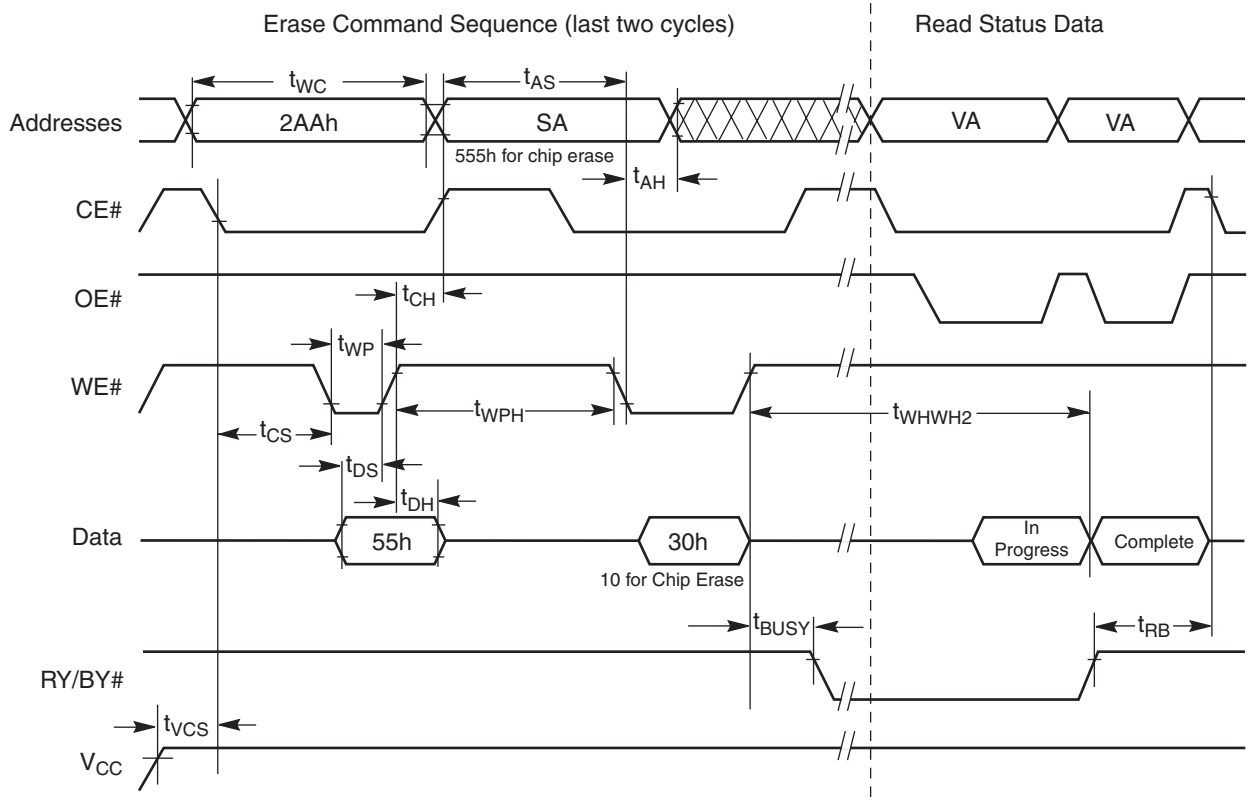 Erase Command Sequence (last two cycles)
Read Status Data
tWC
tAS
Addresses
2AAh
SA
VA
VA
555h for chip erase
tAH
CE#
OE#
tCH
tWP
WE#
tWPH
tWHWH2
tCS
tDS
tDH
Data
55h
30h
In
Progress
Complete
10 for Chip Erase
tBUSY
tRB
RY/BY#
tVCS
VCC